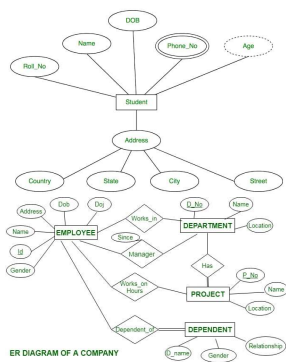 DOB
Name
Phone_No
Age
Roll_No
Student
Address
Country
State
City
Street
Address
Dob
Doj
D_No
Name
Name
EMPLOYEE
Works_in
DEPARTMENT
Location
Id
Since
Manager
Gender
Has
P_No
Works_on
Hours
PROJECT
Name
Location
Dependent_of
DEPENDENT
Relationship
D_name
Gender
ER DIAGRAM OF A COMPANY